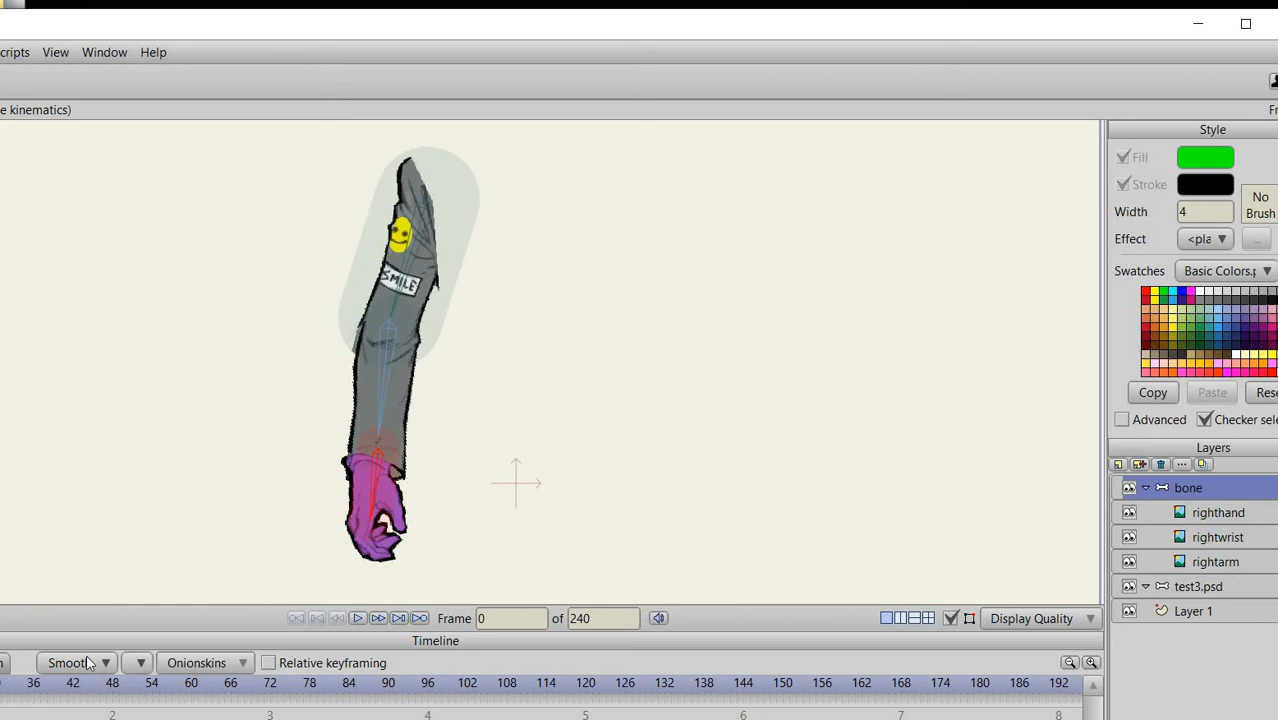 cripts View Window Help
e kinematics) Fr
Style
Fill
Stroke
No
Brush
Width 4
Effect <pla ...
Swatches Basic Colors.p
Copy Paste Rese
Advanced Checker sele
Layers
bone
righthand
rightwrist
rightarm
test3.psd
Layer 1
SMILE
Frame 0 of 240 Display Quality
Timeline
n Smooth Onionskins Relative keyframing
36 42 48 54 60 66 72 78 84 90 96 102 108 114 120 126 132 138 144 150 156 162 168 174 180 186 192
2 3 4 5 6 7 8